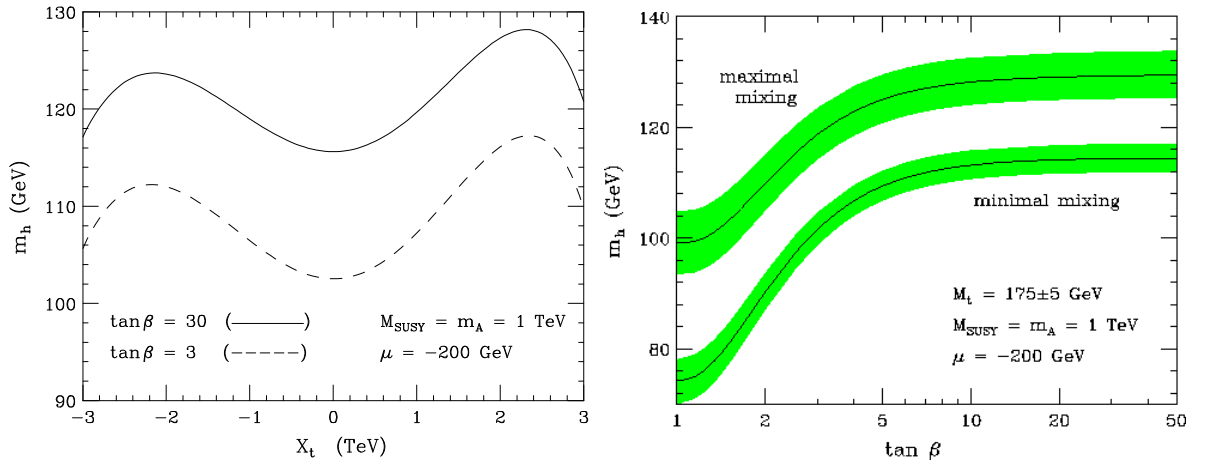 130
120
110
100
90
m_h (GeV)
tanβ = 30 (———)
tanβ = 3 (-----)
M_SUSY = m_A = 1 TeV
μ = −200 GeV
−3 −2 −1 0 1 2 3
X_t (TeV)
140
120
100
80
m_h (GeV)
maximal
mixing
minimal mixing
M_t = 175±5 GeV
M_SUSY = m_A = 1 TeV
μ = −200 GeV
1 2 5 10 20 50
tan β